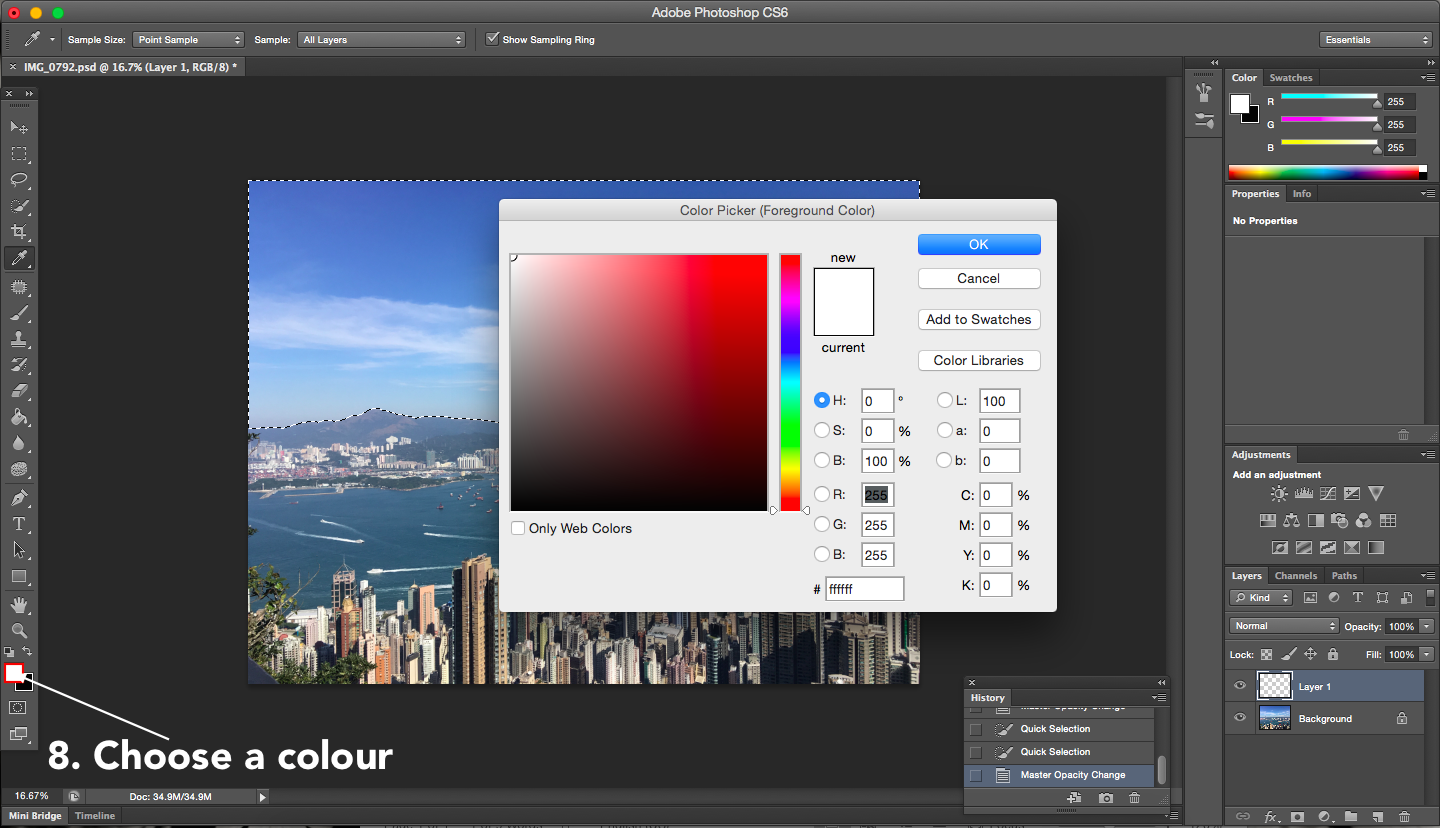 Adobe Photoshop CS6
Sample Size: Point Sample Sample: All Layers Show Sampling Ring Essentials
× IMG_0792.psd @ 16.7% (Layer 1, RGB/8) *
Color Swatches
R 255
G 255
B 255
Properties Info
No Properties
Color Picker (Foreground Color)
new
current
OK
Cancel
Add to Swatches
Color Libraries
H: 0 °
S: 0 %
B: 100 %
R: 255
G: 255
B: 255
# ffffff
L: 100
a: 0
b: 0
C: 0 %
M: 0 %
Y: 0 %
K: 0 %
Only Web Colors
Adjustments
Add an adjustment
Layers Channels Paths
Kind
Normal Opacity: 100%
Lock: Fill: 100%
Layer 1
Background
History
Master Opacity Change
Quick Selection
Quick Selection
Master Opacity Change
8. Choose a colour
16.67% Doc: 34.9M/34.9M
Mini Bridge Timeline